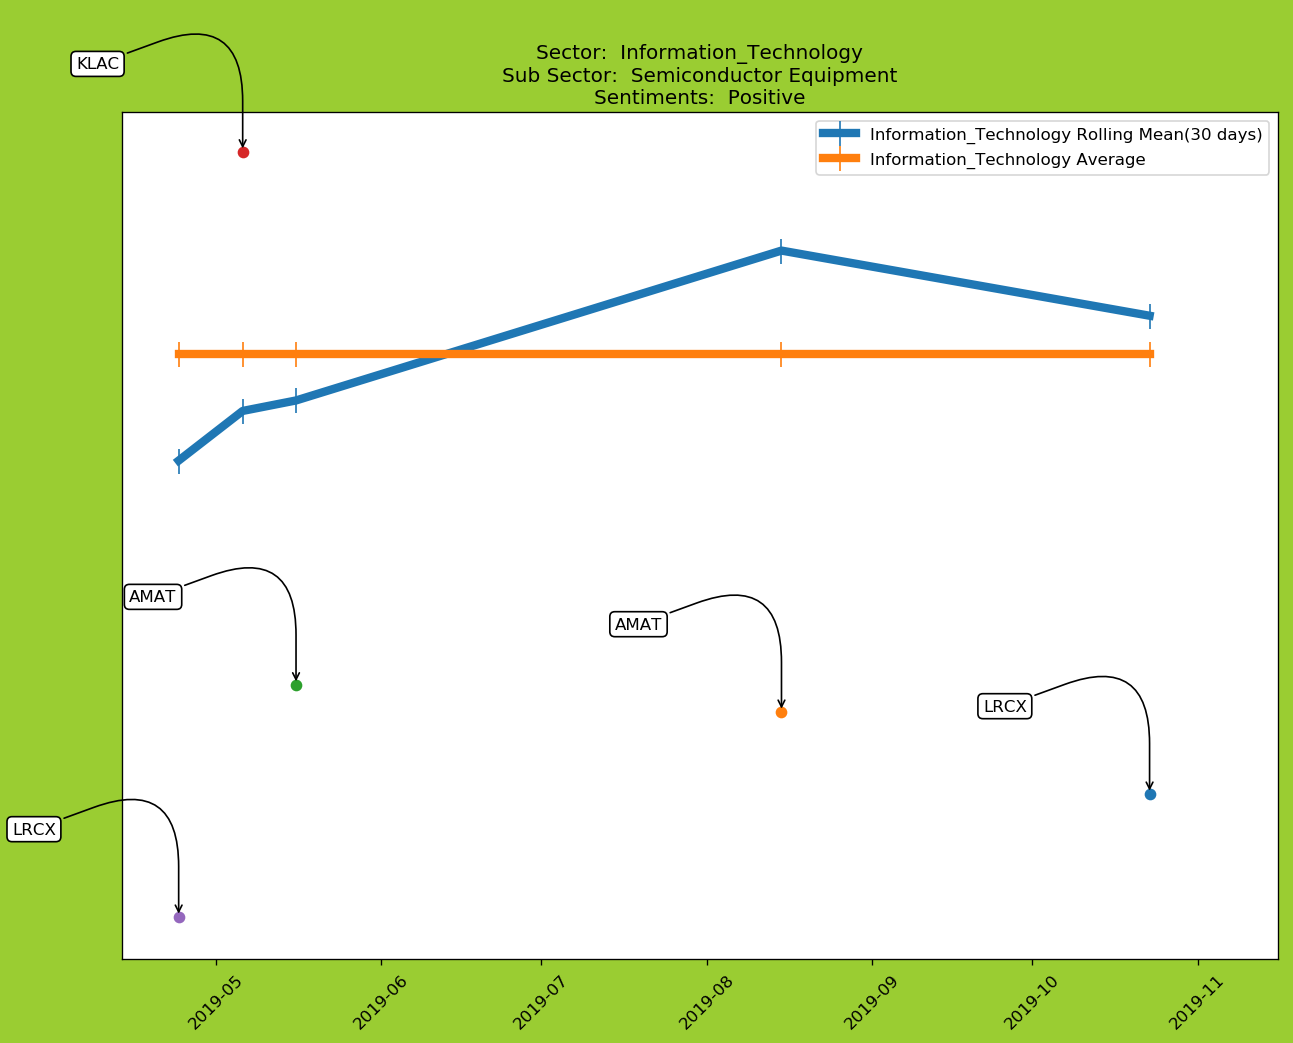 KLAC
Sector:  Information_Technology
Sub Sector:  Semiconductor Equipment
Sentiments:  Positive
Information_Technology Rolling Mean(30 days)
Information_Technology Average
AMAT
AMAT
LRCX
LRCX
2019-05
2019-06
2019-07
2019-08
2019-09
2019-10
2019-11